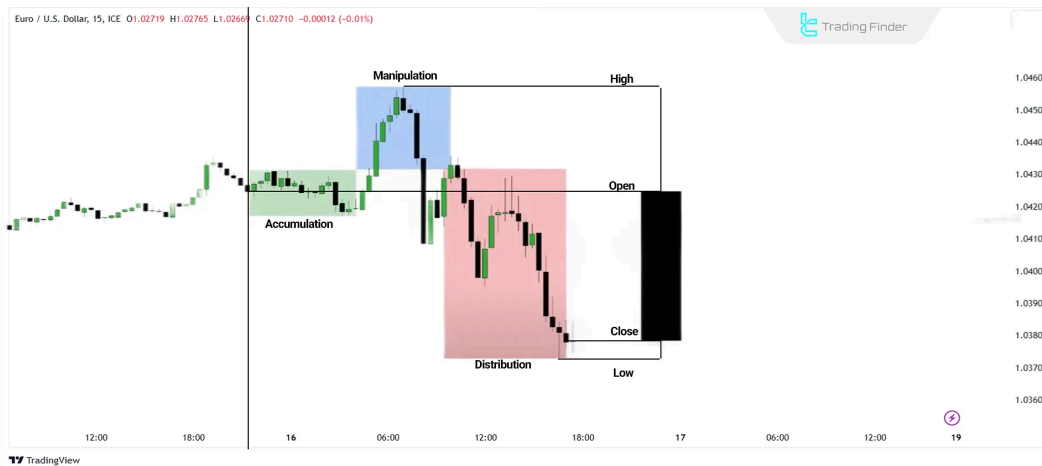 Euro / U.S. Dollar, 15, ICE O1.02719 H1.02765 L1.02669 C1.02710 −0.00012 (−0.01%)
Trading Finder
Manipulation
High
1.0460
1.0450
1.0440
1.0430
Open
1.0420
Accumulation
1.0410
1.0400
1.0390
Close
1.0380
Distribution
Low
1.0370
1.0360
12:00 18:00 16 06:00 12:00 18:00 17 06:00 12:00 19
TradingView